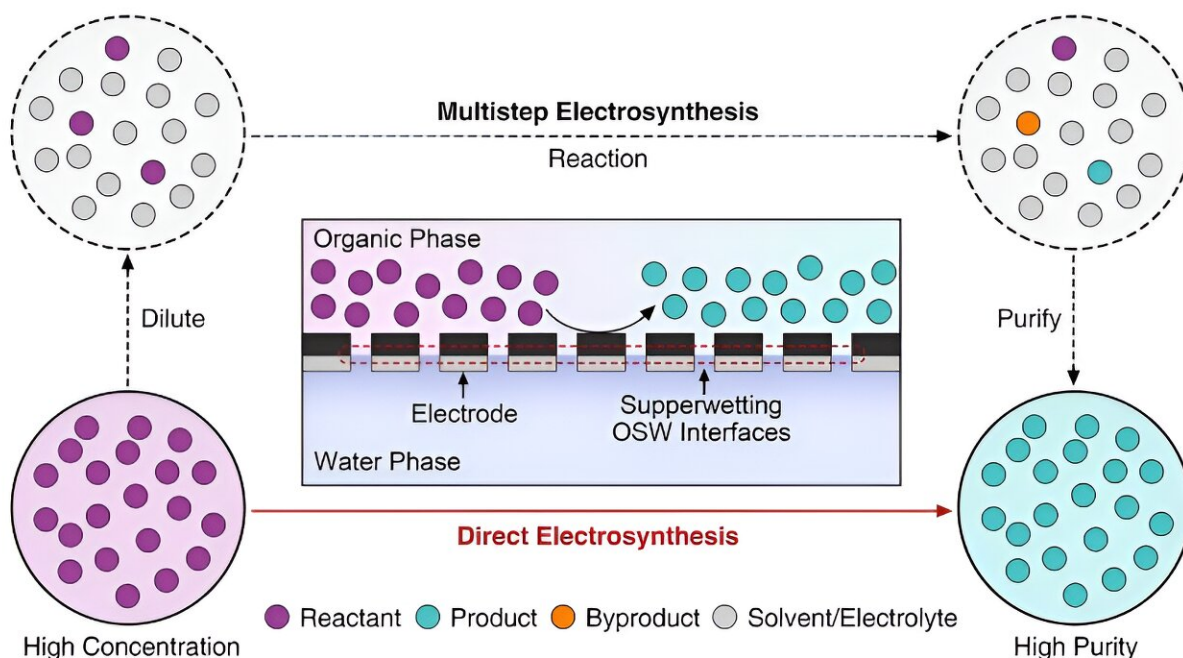 Multistep Electrosynthesis
Reaction
Dilute
Purify
Organic Phase
Electrode
Supperwetting
OSW Interfaces
Water Phase
Direct Electrosynthesis
Reactant
Product
Byproduct
Solvent/Electrolyte
High Concentration
High Purity